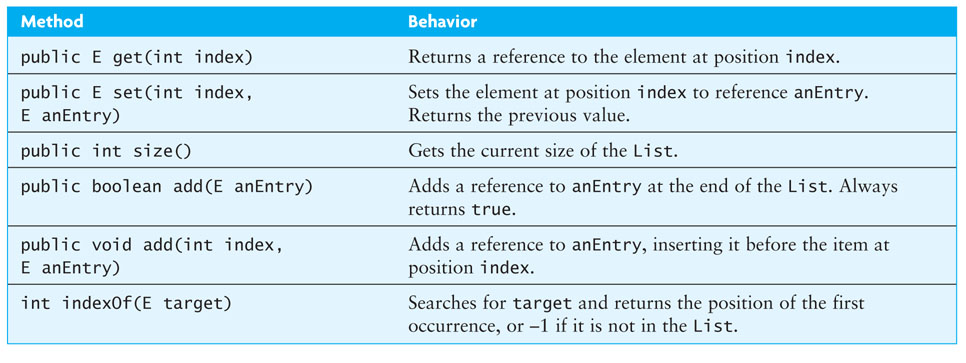 Method Behavior
public E get(int index) Returns a reference to the element at position index.
public E set(int index, Sets the element at position index to reference anEntry.
E anEntry) Returns the previous value.
public int size() Gets the current size of the List.
public boolean add(E anEntry) Adds a reference to anEntry at the end of the List. Always
returns true.
public void add(int index, Adds a reference to anEntry, inserting it before the item at
E anEntry) position index.
int indexOf(E target) Searches for target and returns the position of the first
occurrence, or –1 if it is not in the List.